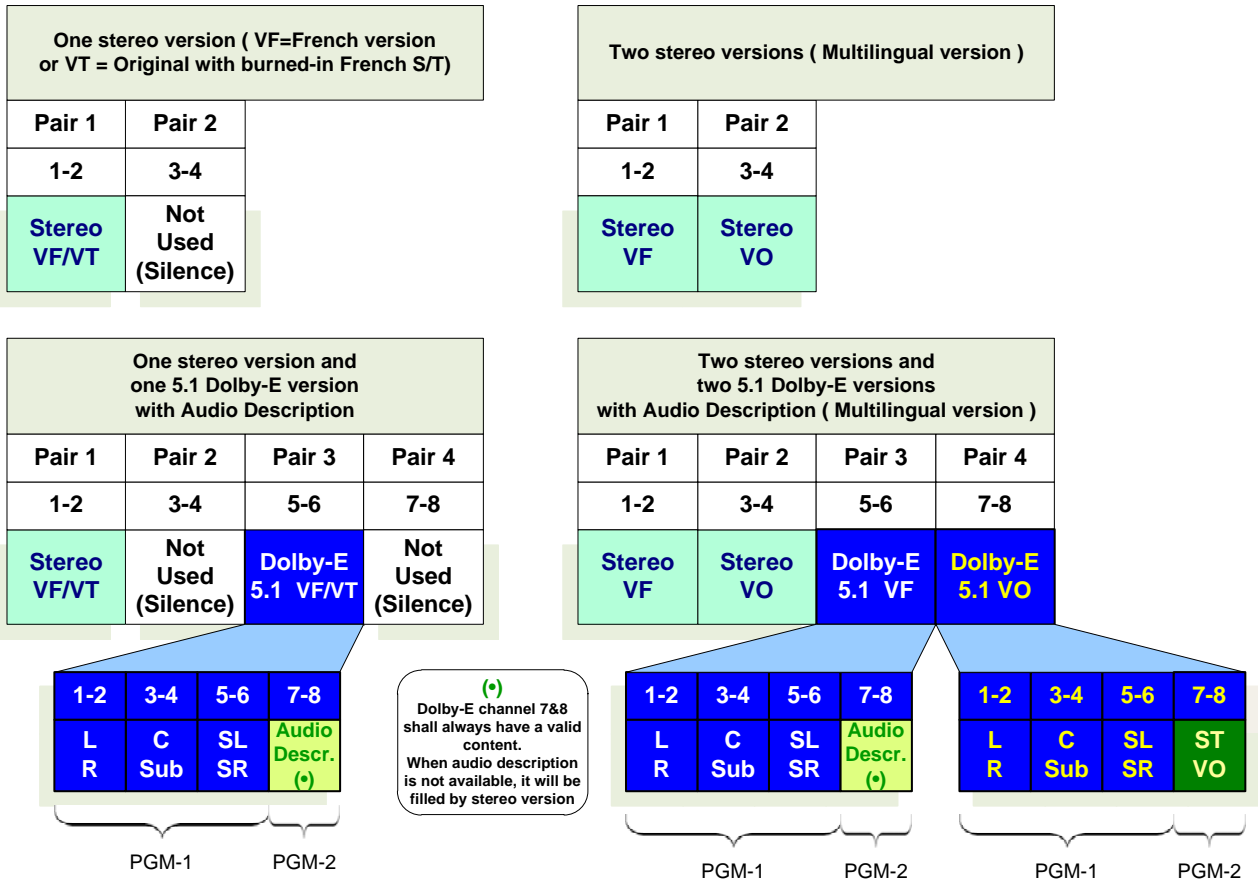 One stereo version ( VF=French version
or VT = Original with burned-in French S/T)
Pair 1
Pair 2
1-2
3-4
Stereo
VF/VT
Not
Used
(Silence)
Two stereo versions ( Multilingual version )
Pair 1
Pair 2
1-2
3-4
Stereo
VF
Stereo
VO
One stereo version and
one 5.1 Dolby-E version
with Audio Description
Pair 1
Pair 2
Pair 3
Pair 4
1-2
3-4
5-6
7-8
Stereo
VF/VT
Not
Used
(Silence)
Dolby-E
5.1 VF/VT
Not
Used
(Silence)
1-2
3-4
5-6
7-8
L
R
C
Sub
SL
SR
Audio
Descr.
(•)
PGM-1
PGM-2
(•)
Dolby-E channel 7&8
shall always have a valid
content.
When audio description
is not available, it will be
filled by stereo version
Two stereo versions and
two 5.1 Dolby-E versions
with Audio Description ( Multilingual version )
Pair 1
Pair 2
Pair 3
Pair 4
1-2
3-4
5-6
7-8
Stereo
VF
Stereo
VO
Dolby-E
5.1 VF
Dolby-E
5.1 VO
1-2
3-4
5-6
7-8
L
R
C
Sub
SL
SR
Audio
Descr.
(•)
PGM-1
PGM-2
1-2
3-4
5-6
7-8
L
R
C
Sub
SL
SR
ST
VO
PGM-1
PGM-2